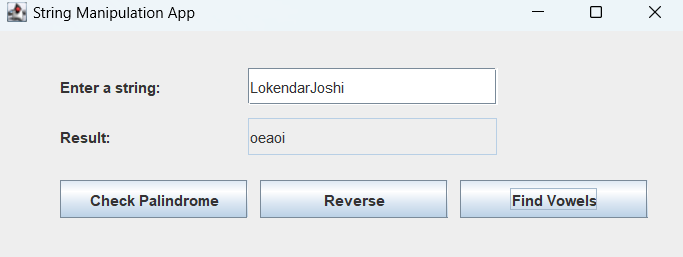 String Manipulation App
Enter a string: LokendarJoshi
Result: oeaoi
Check Palindrome Reverse Find Vowels